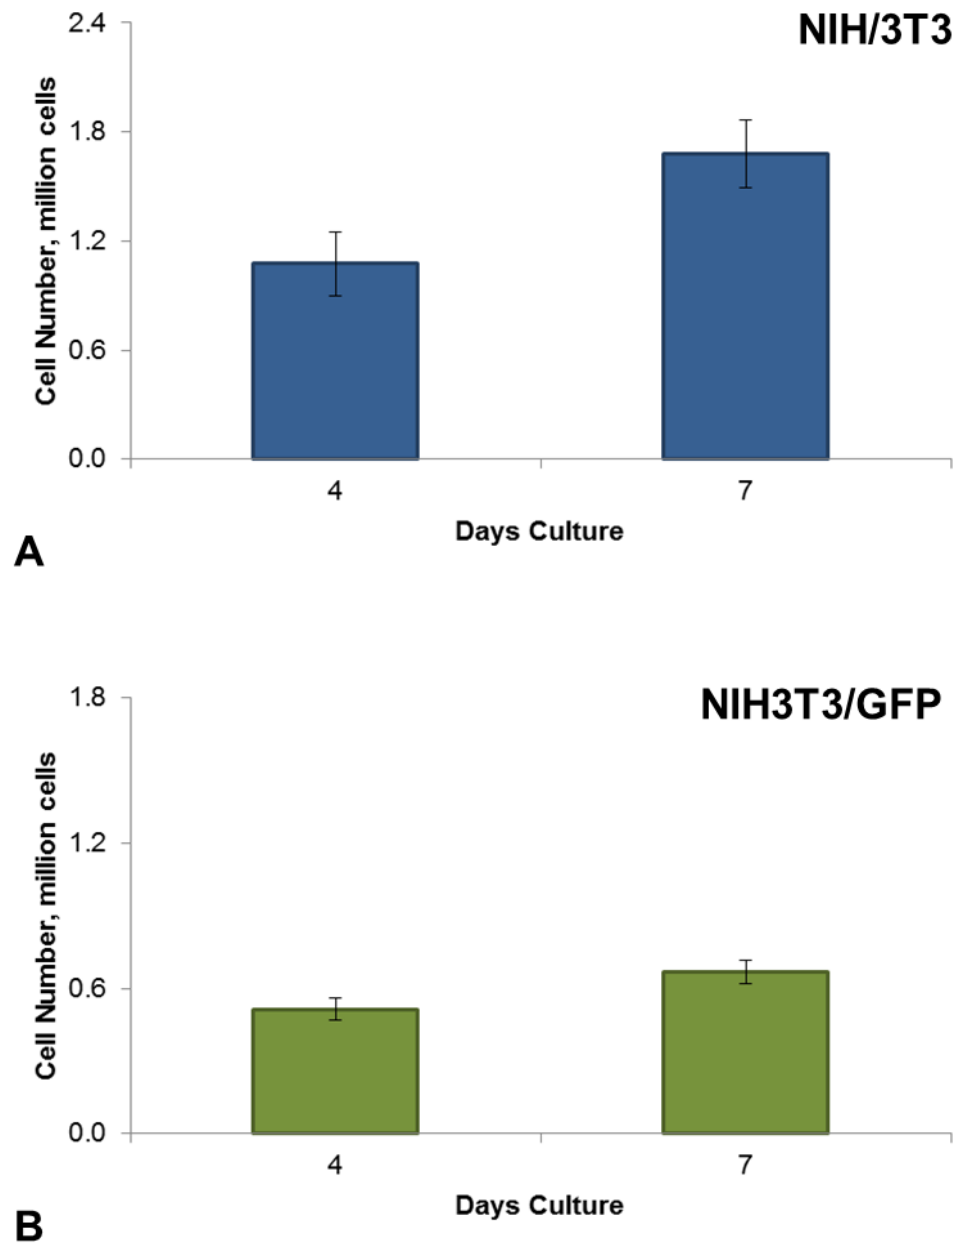 NIH/3T3
Cell Number, million cells
2.4
1.8
1.2
0.6
0.0
4 7
Days Culture
A
NIH3T3/GFP
Cell Number, million cells
1.8
1.2
0.6
0.0
4 7
Days Culture
B